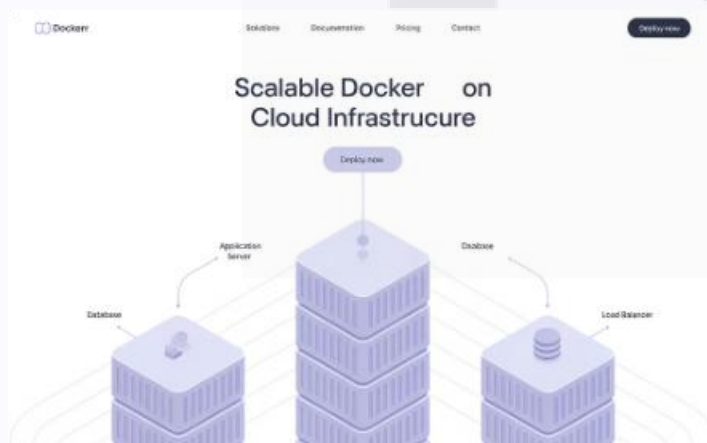 Dockerr
Solutions
Documenration
Pricing
Contact
Deploy now
Scalable Docker on
Cloud Infrastrucure
Deploy now
Application
Server
Database
Database
Load Balancer